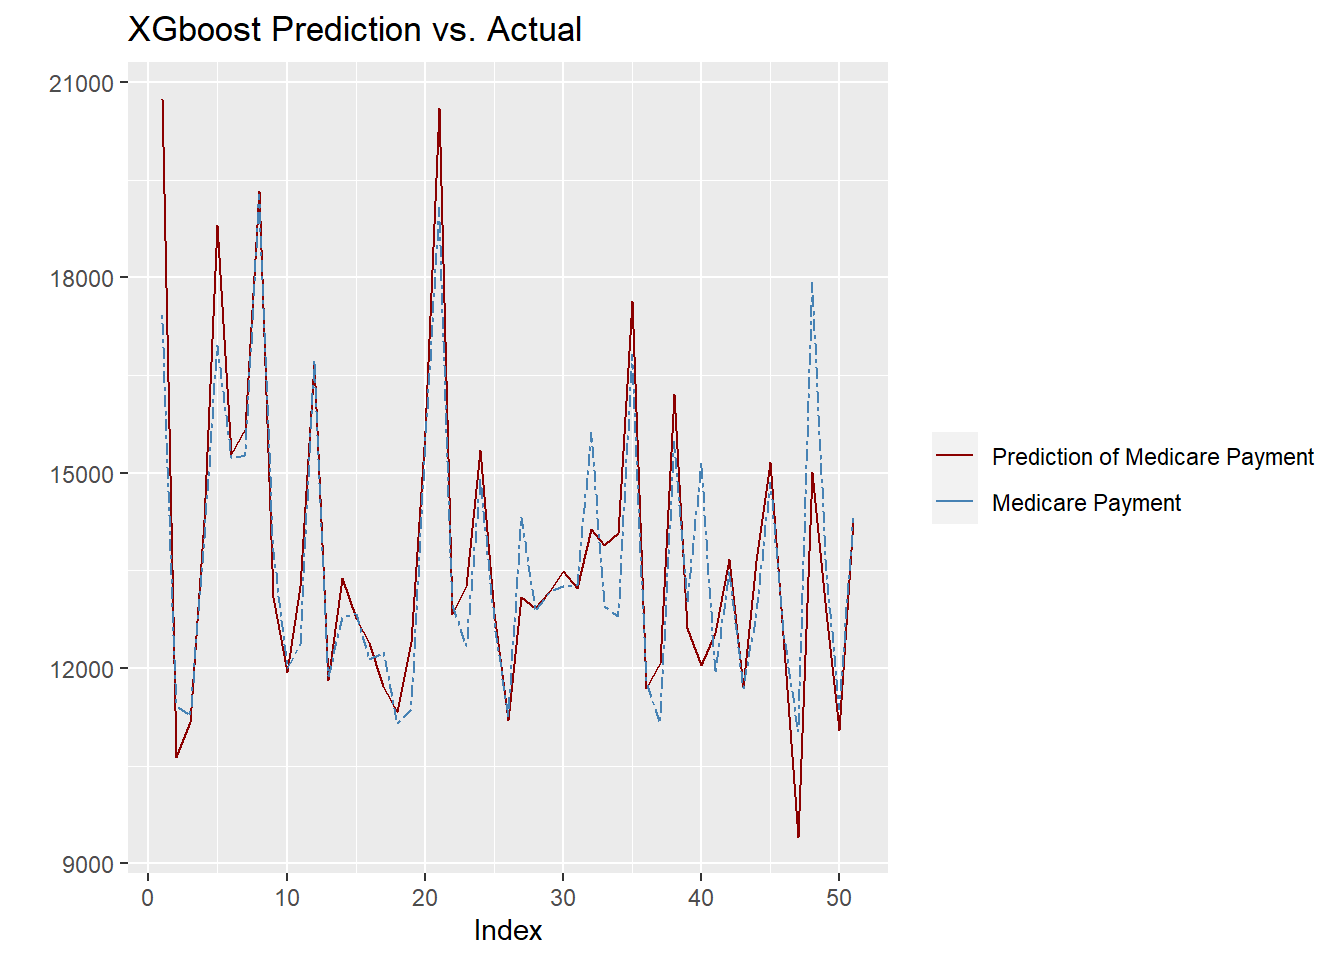 XGboost Prediction vs. Actual
21000
18000
15000
12000
9000
0 10 20 30 40 50
Index
Prediction of Medicare Payment
Medicare Payment